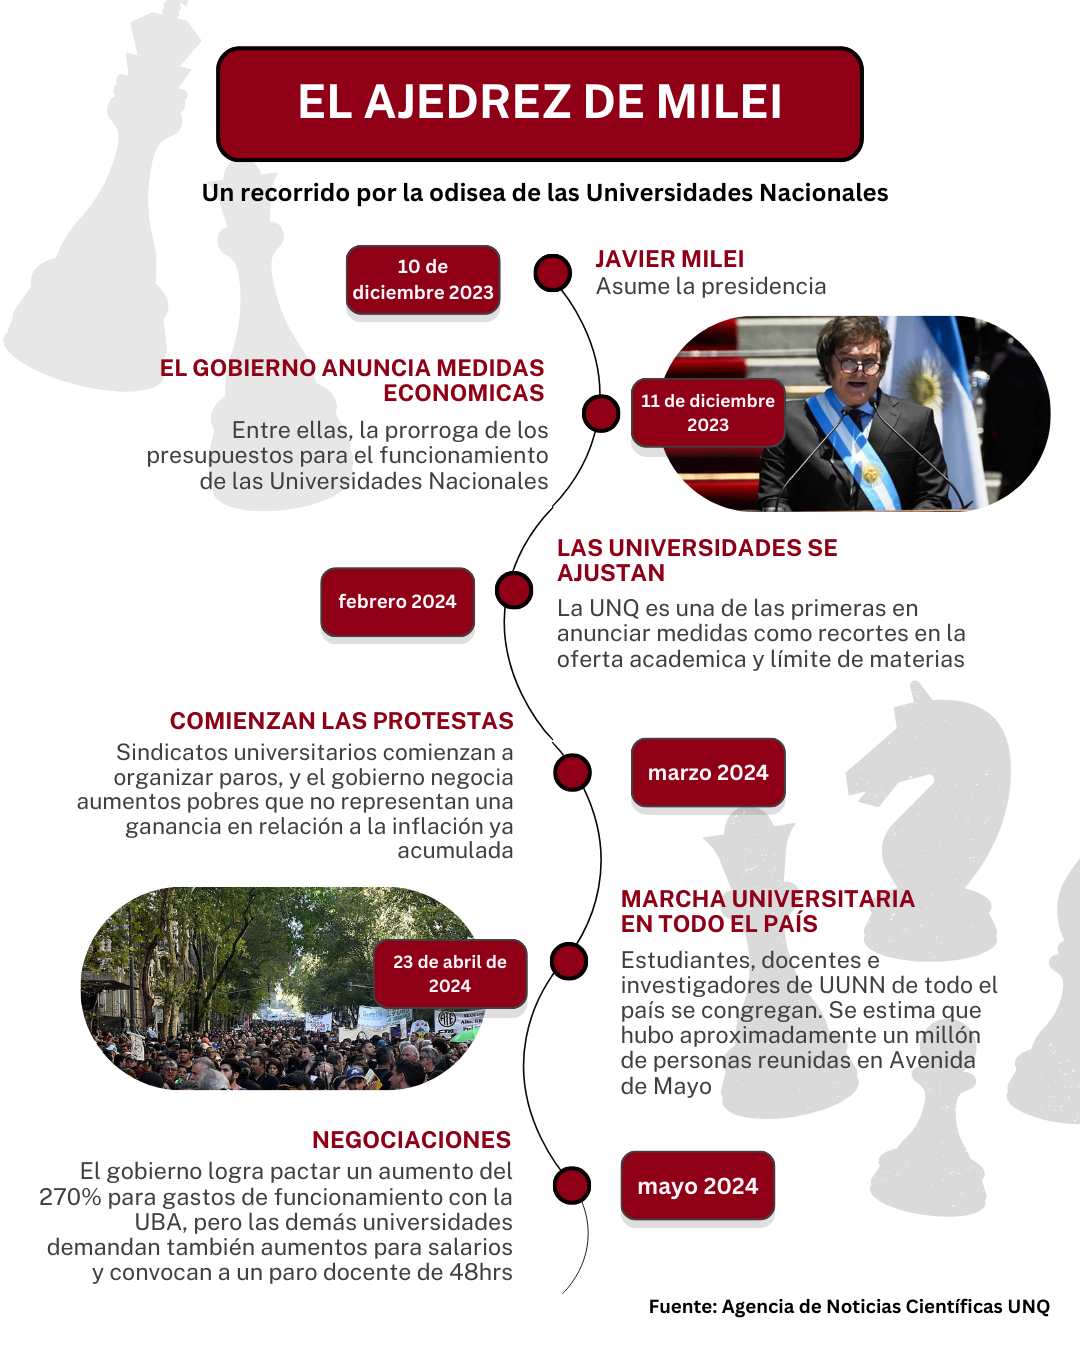 EL AJEDREZ DE MILEI
Un recorrido por la odisea de las Universidades Nacionales
10 de
diciembre 2023
JAVIER MILEI
Asume la presidencia
EL GOBIERNO ANUNCIA MEDIDAS
ECONOMICAS
Entre ellas, la prorroga de los
presupuestos para el funcionamiento
de las Universidades Nacionales
11 de diciembre
2023
LAS UNIVERSIDADES SE
AJUSTAN
febrero 2024
La UNQ es una de las primeras en
anunciar medidas como recortes en la
oferta academica y límite de materias
COMIENZAN LAS PROTESTAS
Sindicatos universitarios comienzan a
organizar paros, y el gobierno negocia
aumentos pobres que no representan una
ganancia en relación a la inflación ya
acumulada
marzo 2024
MARCHA UNIVERSITARIA
EN TODO EL PAÍS
23 de abril de
2024
ATE
Estudiantes, docentes e
investigadores de UUNN de todo el
país se congregan. Se estima que
hubo aproximadamente un millón
de personas reunidas en Avenida
de Mayo
NEGOCIACIONES
El gobierno logra pactar un aumento del
270% para gastos de funcionamiento con la
UBA, pero las demás universidades
demandan también aumentos para salarios
y convocan a un paro docente de 48hrs
mayo 2024
Fuente: Agencia de Noticias Científicas UNQ